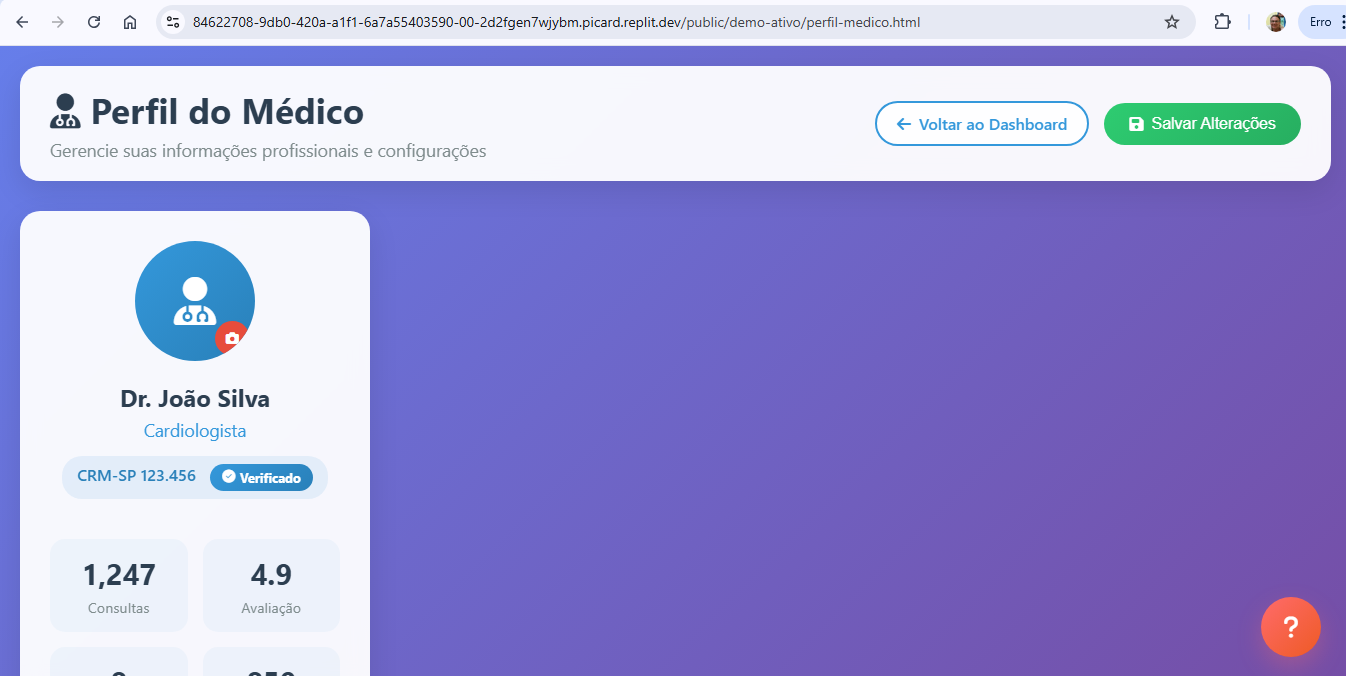 84622708-9db0-420a-a1f1-6a7a55403590-00-2d2fgen7wjybm.picard.replit.dev/public/demo-ativo/perfil-medico.html
Erro
Perfil do Médico
Gerencie suas informações profissionais e configurações
Voltar ao Dashboard
Salvar Alterações
Dr. João Silva
Cardiologista
CRM-SP 123.456
Verificado
1,247
4.9
Consultas
Avaliação
?